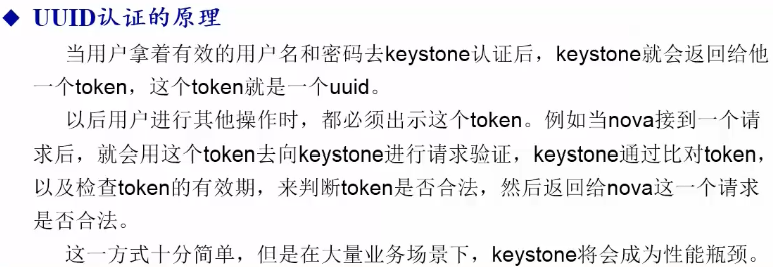 ◆ UUID认证的原理
当用户拿着有效的用户名和密码去keystone认证后，keystone就会返回给他
一个token，这个token就是一个uuid。
以后用户进行其他操作时，都必须出示这个token。例如当nova接到一个请
求后，就会用这个token去向keystone进行请求验证，keystone通过比对token，
以及检查token的有效期，来判断token是否合法，然后返回给nova这一个请求
是否合法。
这一方式十分简单，但是在大量业务场景下，keystone将会成为性能瓶颈。